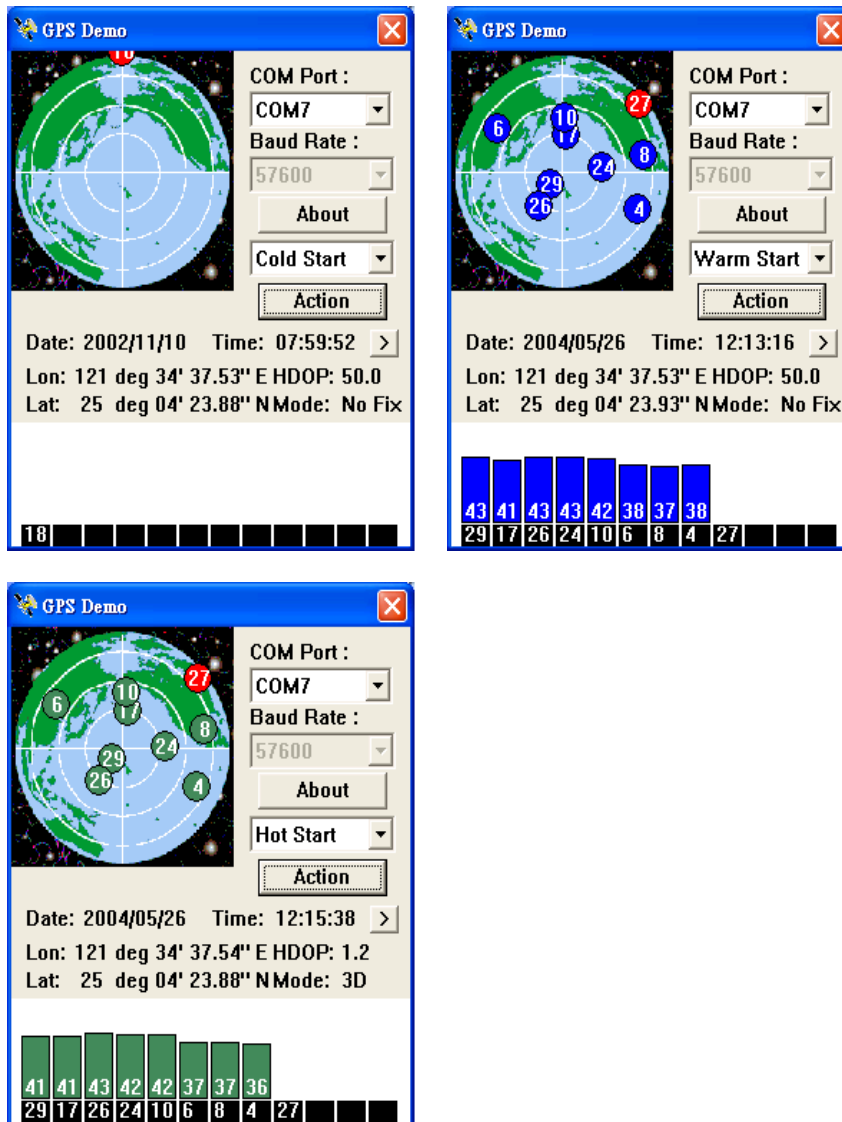 GPS Demo
18
COM Port :
COM7
Baud Rate :
57600
About
Cold Start
Action
Date: 2002/11/10 Time: 07:59:52 >
Lon: 121 deg 34' 37.53'' E HDOP: 50.0
Lat: 25 deg 04' 23.88'' N Mode: No Fix
18
GPS Demo
27
10
6
17
8
24
29
26
4
COM Port :
COM7
Baud Rate :
57600
About
Warm Start
Action
Date: 2004/05/26 Time: 12:13:16 >
Lon: 121 deg 34' 37.53'' E HDOP: 50.0
Lat: 25 deg 04' 23.93'' N Mode: No Fix
43 41 43 43 42 38 37 38
29 17 26 24 10 6 8 4 27
GPS Demo
27
10
6
17
8
24
29
26
4
COM Port :
COM7
Baud Rate :
57600
About
Hot Start
Action
Date: 2004/05/26 Time: 12:15:38 >
Lon: 121 deg 34' 37.54'' E HDOP: 1.2
Lat: 25 deg 04' 23.88'' N Mode: 3D
41 41 43 42 42 37 37 36
29 17 26 24 10 6 8 4 27